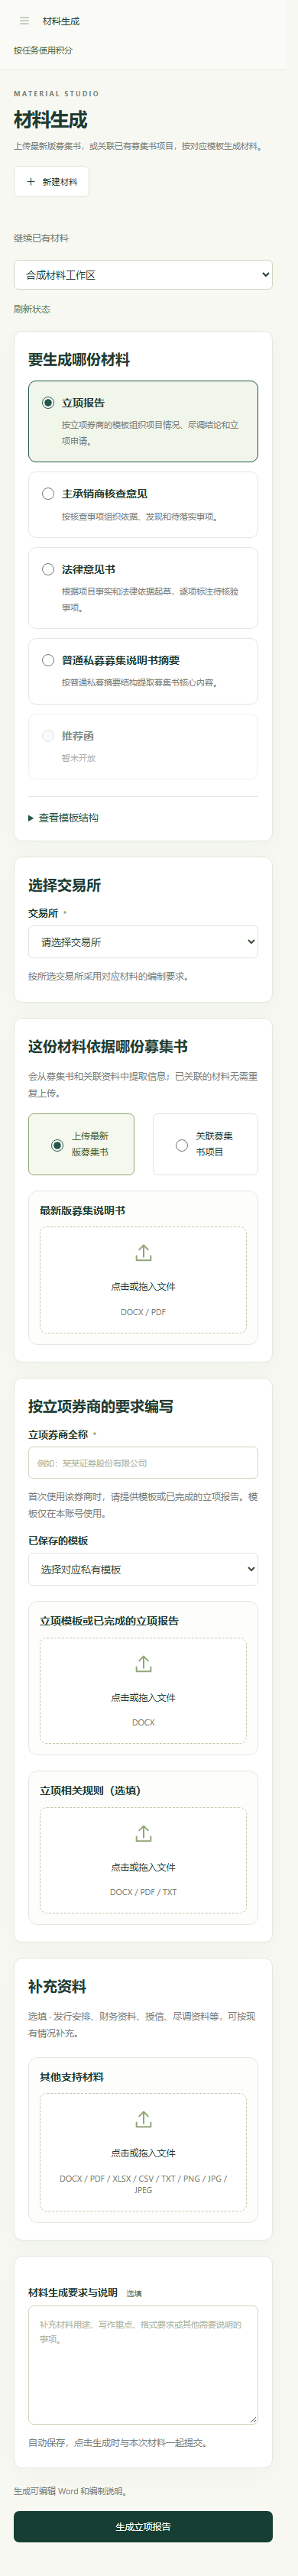 材料生成
按任务使用积分
MATERIAL STUDIO
材料生成
上传最新版募集书，或关联已有募集书项目，按对应模板生成材料。
+ 新建材料
继续已有材料
合成材料工作区
刷新状态
要生成哪份材料
立项报告
按立项券商的模板组织项目情况、尽调结论和立
项申请。
主承销商核查意见
按核查事项组织依据、发现和待落实事项。
法律意见书
根据项目事实和法律依据起草，逐项标注待核验
事项。
普通私募募集说明书摘要
按普通私募摘要结构提取募集书核心内容。
推荐函
暂未开放
查看模板结构
选择交易所
交易所 *
请选择交易所
按所选交易所采用对应材料的编制要求。
这份材料依据哪份募集书
会从募集书和关联资料中提取信息；已关联的材料无需重
复上传。
上传最新
版募集书
关联募集
书项目
最新版募集说明书
点击或拖入文件
DOCX / PDF
按立项券商的要求编写
立项券商全称 *
例如：某某证券股份有限公司
首次使用该券商时，请提供模板或已完成的立项报告。模
板仅在本账号使用。
已保存的模板
选择对应私有模板
立项模板或已完成的立项报告
点击或拖入文件
DOCX
立项相关规则（选填）
点击或拖入文件
DOCX / PDF / TXT
补充资料
选填 · 发行安排、财务资料、授信、尽调资料等，可按现
有情况补充。
其他支持材料
点击或拖入文件
DOCX / PDF / XLSX / CSV / TXT / PNG / JPG /
JPEG
材料生成要求与说明 选填
补充材料用途、写作重点、格式要求或其他需要说明的
事项。
自动保存，点击生成时与本次材料一起提交。
生成可编辑 Word 和编制说明。
生成立项报告